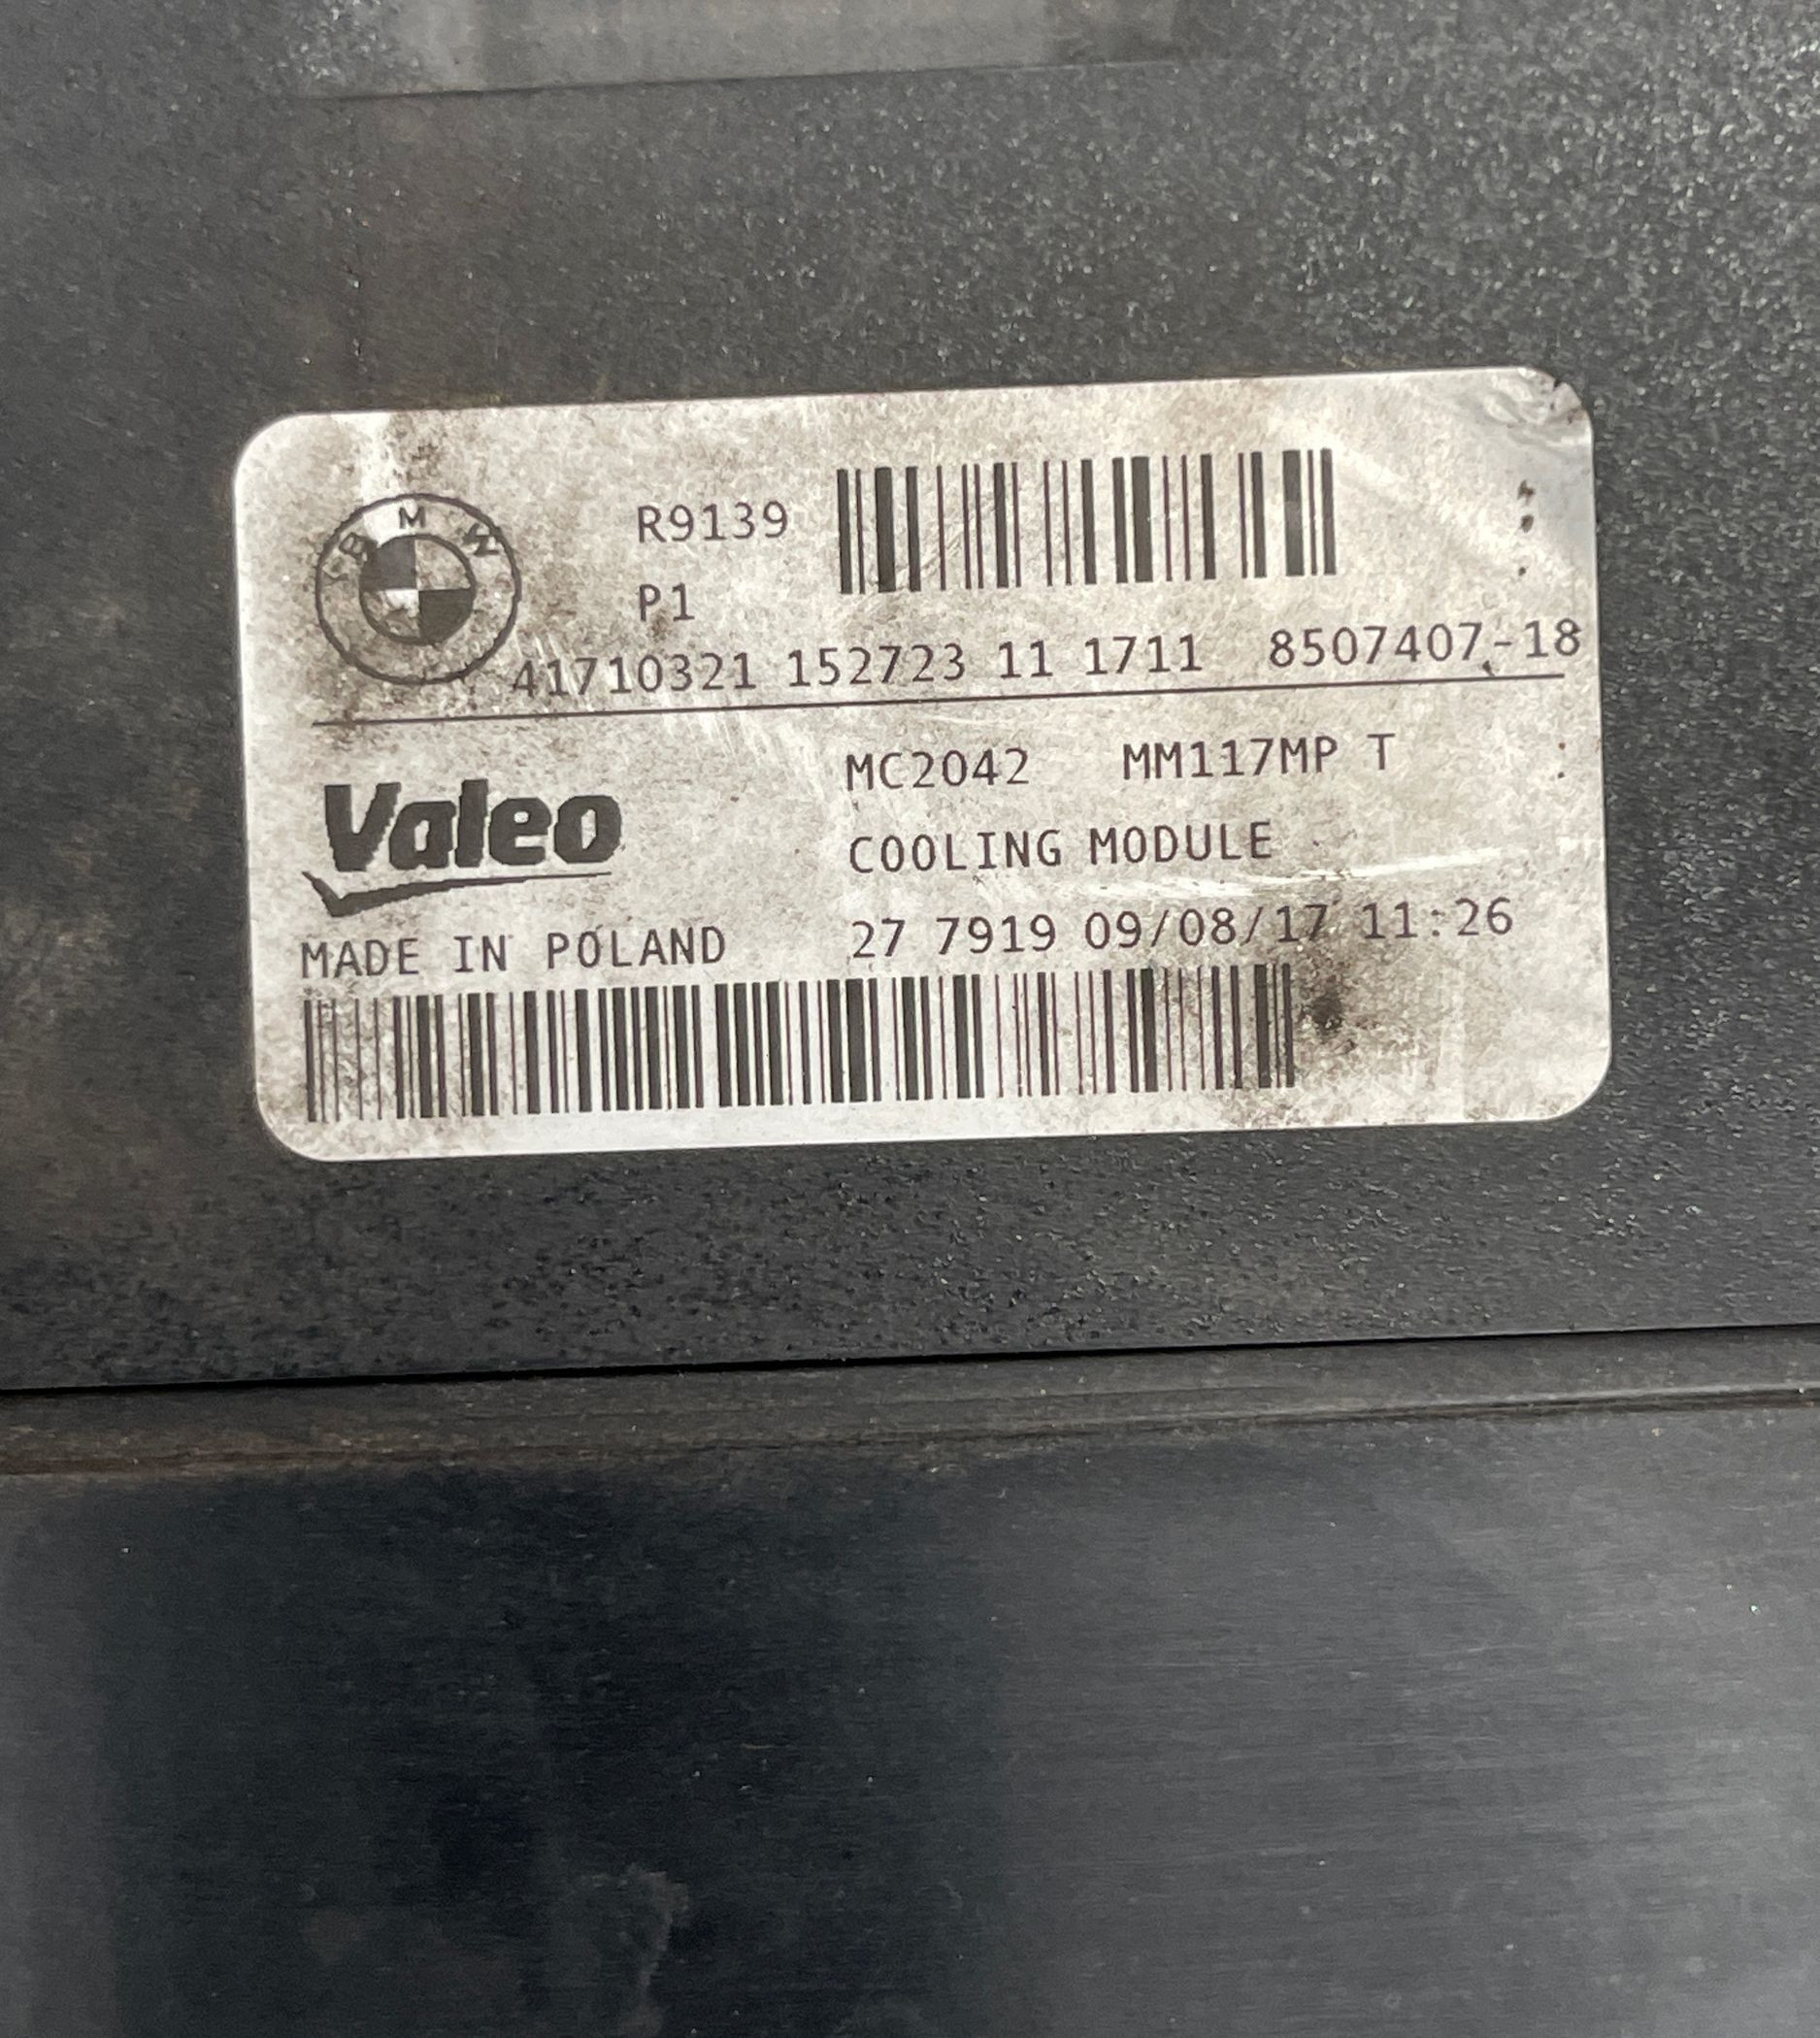 BMW
R9139
P1
41710321 152723 11 1711 8507407-18
Valeo
MC2042 MM117MP T
COOLING MODULE
MADE IN POLAND
27 7919 09/08/17 11:26